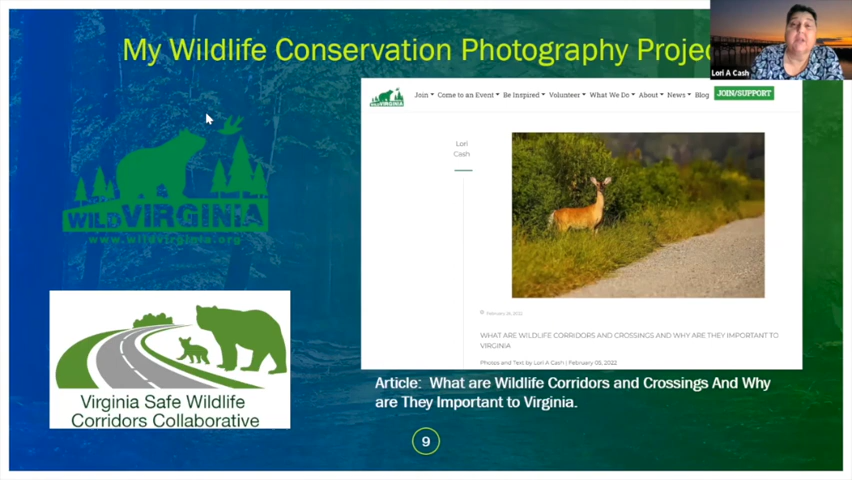 My Wildlife Conservation Photography Projec
Lori A Cash
WILDVIRGINIA
Join Come to an Event Be Inspired Volunteer What We Do About News Blog JOIN/SUPPORT
Lori
Cash
WILDVIRGINIA
www.wildvirginia.org
WHAT ARE WILDLIFE CORRIDORS AND CROSSINGS AND WHY ARE THEY IMPORTANT TO
VIRGINIA
Photos and Text by Lori A Cash | February 05, 2022
Virginia Safe Wildlife
Corridors Collaborative
Article: What are Wildlife Corridors and Crossings And Why
are They Important to Virginia.
9